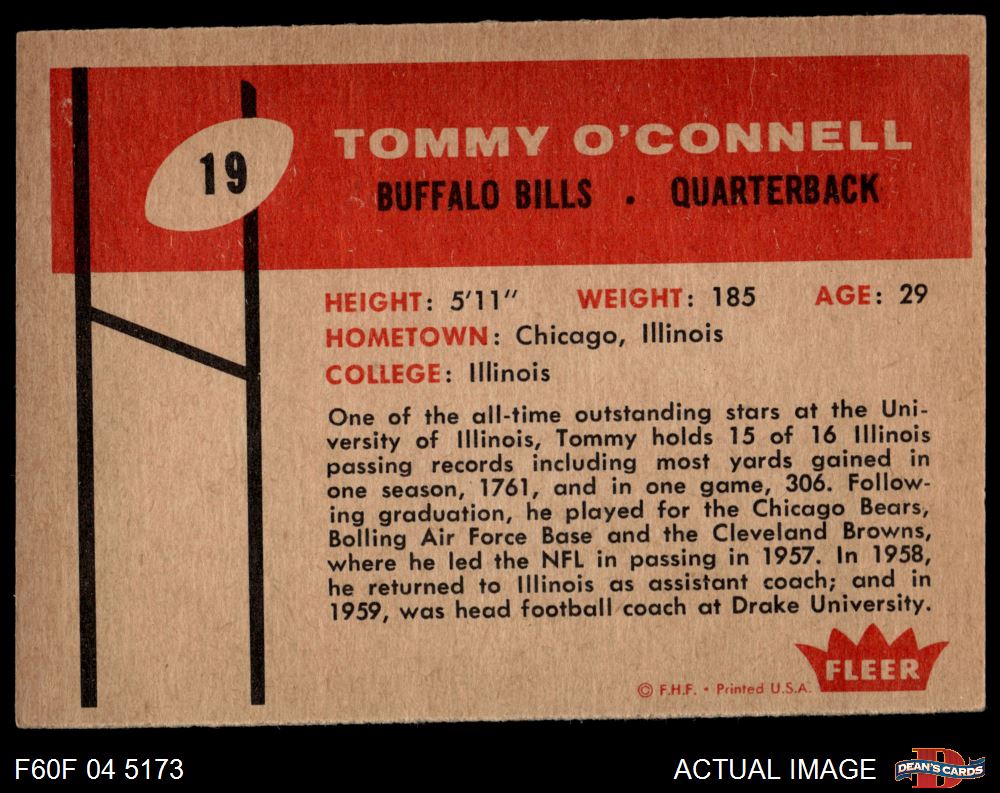 19
TOMMY O'CONNELL
BUFFALO BILLS . QUARTERBACK
HEIGHT: 5'11" WEIGHT: 185 AGE: 29
HOMETOWN: Chicago, Illinois
COLLEGE: Illinois
One of the all-time outstanding stars at the Uni-
versity of Illinois, Tommy holds 15 of 16 Illinois
passing records including most yards gained in
one season, 1761, and in one game, 306. Follow-
ing graduation, he played for the Chicago Bears,
Bolling Air Force Base and the Cleveland Browns,
where he led the NFL in passing in 1957. In 1958,
he returned to Illinois as assistant coach; and in
1959, was head football coach at Drake University.
FLEER
© F.H.F. • Printed U.S.A.
F60F 04 5173
ACTUAL IMAGE
DEAN'S CARDS